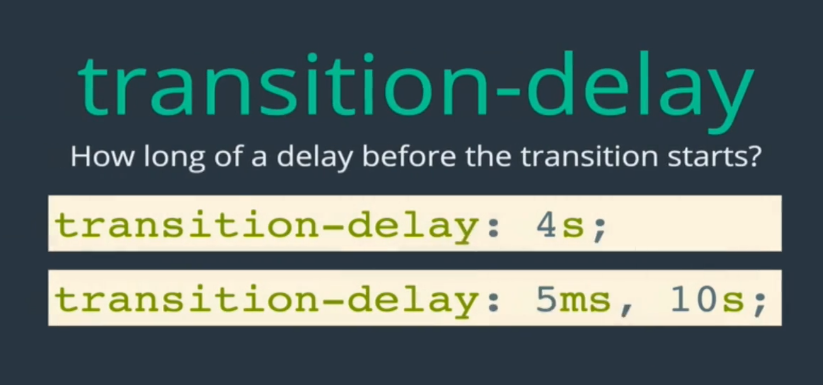 transition-delay
How long of a delay before the transition starts?
transition-delay: 4s;
transition-delay: 5ms, 10s;